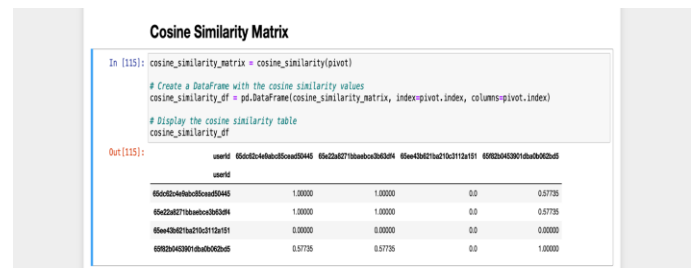 Cosine Similarity Matrix
In [115]: cosine_similarity_matrix = cosine_similarity(pivot)
# Create a DataFrame with the cosine similarity values
cosine_similarity_df = pd.DataFrame(cosine_similarity_matrix, index=pivot.index, columns=pivot.index)
# Display the cosine similarity table
cosine_similarity_df
Out[115]:
userId 65dc62c4e9abc85cead50445 65e22a8271bbaebce3b63df4 65ee43b621ba210c3112a151 65f82b0453901dba0b062bd5
userId
65dc62c4e9abc85cead50445 1.00000 1.00000 0.0 0.57735
65e22a8271bbaebce3b63df4 1.00000 1.00000 0.0 0.57735
65ee43b621ba210c3112a151 0.00000 0.00000 0.0 0.00000
65f82b0453901dba0b062bd5 0.57735 0.57735 0.0 1.00000